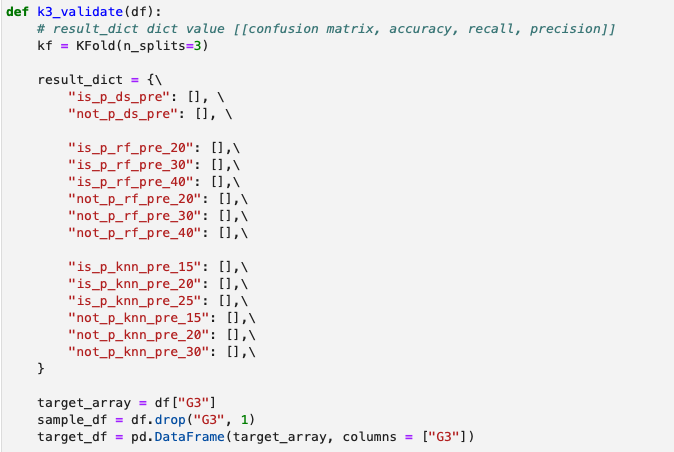 def k3_validate(df):
    # result_dict dict value [[confusion matrix, accuracy, recall, precision]]
    kf = KFold(n_splits=3)

    result_dict = {\
        "is_p_ds_pre": [], \
        "not_p_ds_pre": [], \

        "is_p_rf_pre_20": [],\
        "is_p_rf_pre_30": [],\
        "is_p_rf_pre_40": [],\
        "not_p_rf_pre_20": [],\
        "not_p_rf_pre_30": [],\
        "not_p_rf_pre_40": [],\

        "is_p_knn_pre_15": [],\
        "is_p_knn_pre_20": [],\
        "is_p_knn_pre_25": [],\
        "not_p_knn_pre_15": [],\
        "not_p_knn_pre_20": [],\
        "not_p_knn_pre_30": [],\
    }

    target_array = df["G3"]
    sample_df = df.drop("G3", 1)
    target_df = pd.DataFrame(target_array, columns = ["G3"])